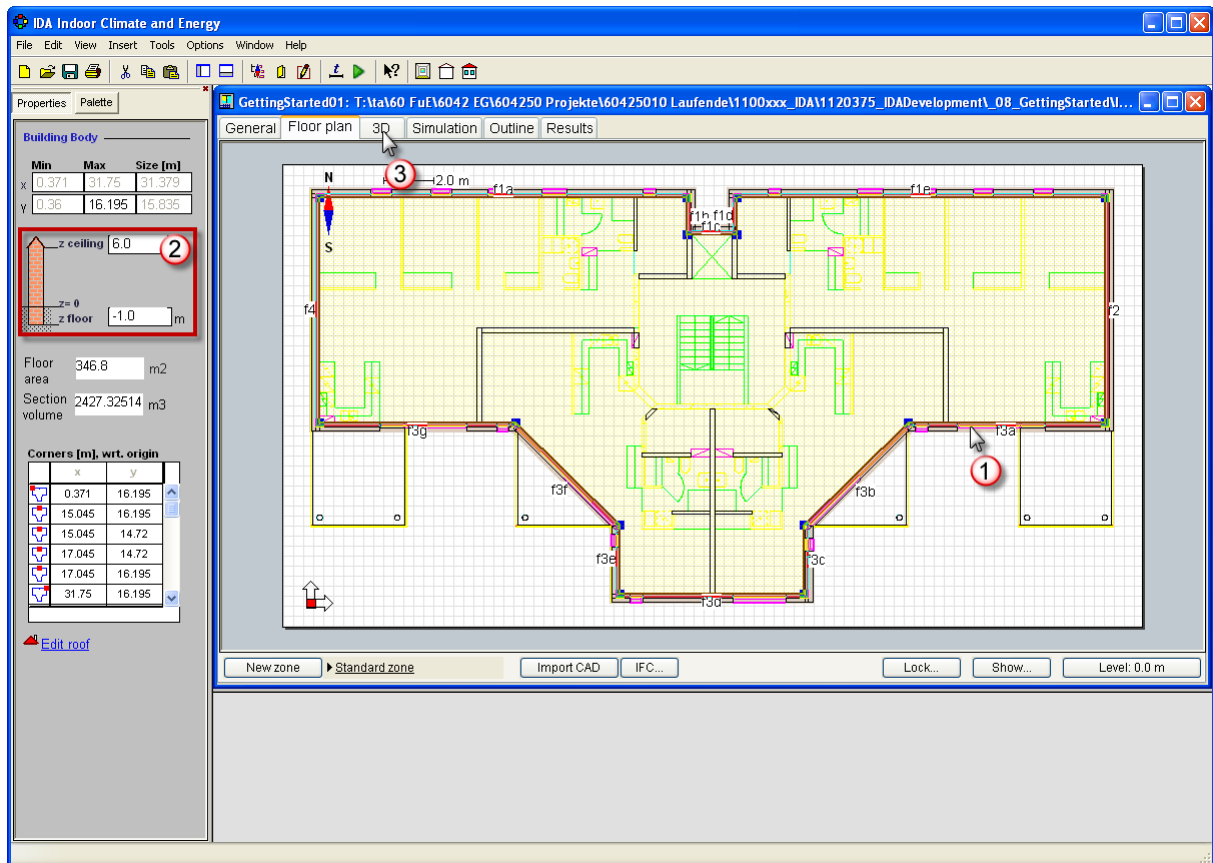 IDA Indoor Climate and Energy
File Edit View Insert Tools Options Window Help
Properties Palette
Building Body
Min Max Size [m]
x 0.371 31.75 31.379
y 0.36 16.195 15.835
z ceiling 6.0
2
z= 0
z floor -1.0 m
Floor area 346.8 m2
Section volume 2427.32514 m3
Corners [m], wrt. origin
x y
0.371 16.195
15.045 16.195
15.045 14.72
17.045 14.72
17.045 16.195
31.75 16.195
Edit roof
GettingStarted01: T:\ta\60 FuE\6042 EG\604250 Projekte\60425010 Laufende\1100xxx_IDA\1120375_IDADevelopment\_08_GettingStarted\I...
General Floor plan 3D Simulation Outline Results
3
N
2.0 m
f1a
f1e
f1b f1d
f1c
S
f4
f2
f3g
f3a
1
f3f
f3b
f3e
f3c
f3d
New zone Standard zone Import CAD IFC... Lock... Show... Level: 0.0 m